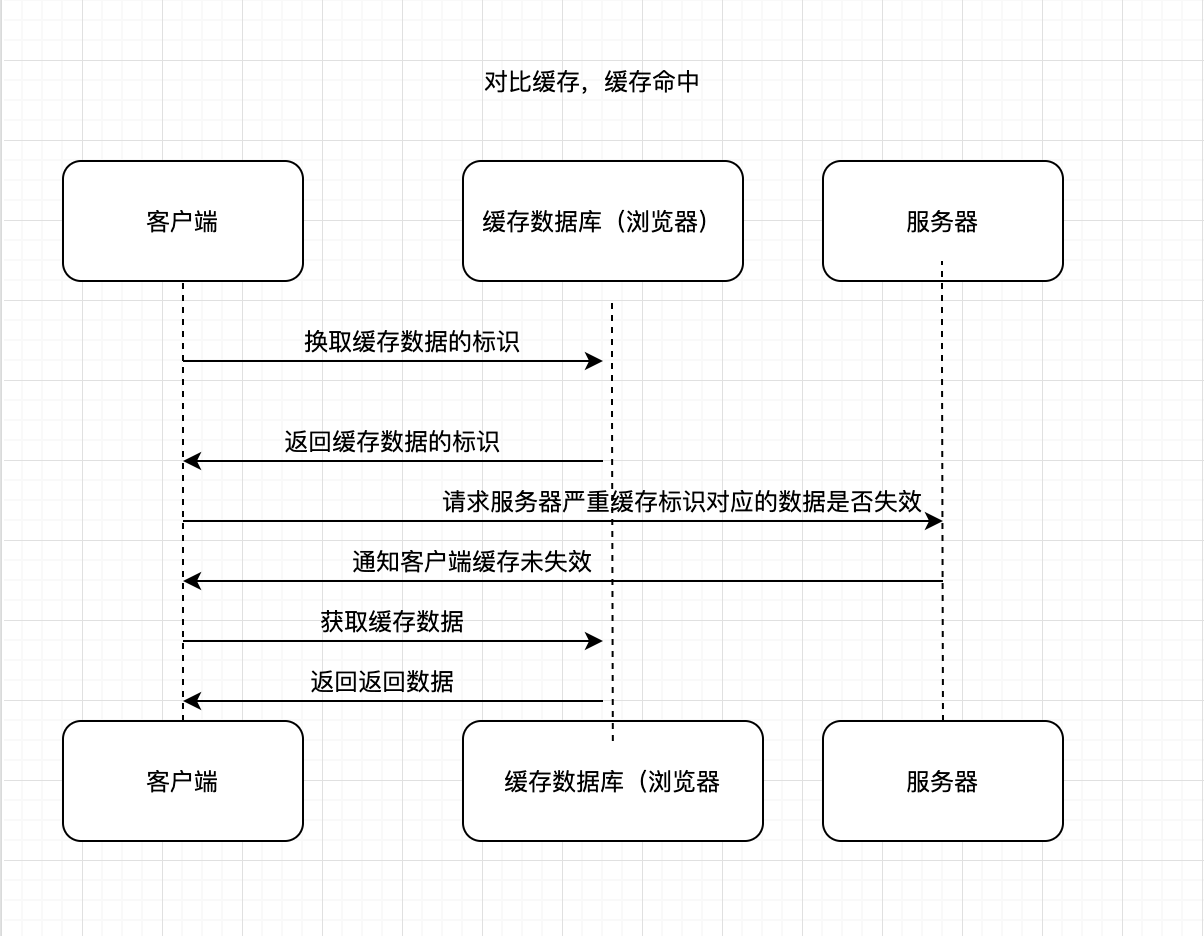 对比缓存，缓存命中
客户端
缓存数据库（浏览器）
服务器
换取缓存数据的标识
返回缓存数据的标识
请求服务器严重缓存标识对应的数据是否失效
通知客户端缓存未失效
获取缓存数据
返回返回数据
客户端
缓存数据库（浏览器
服务器